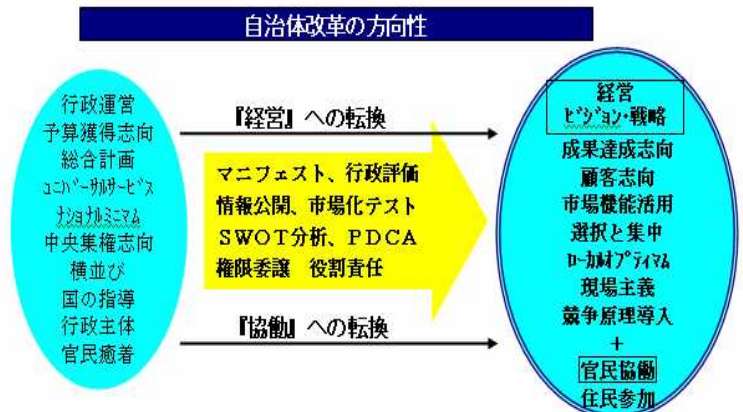 自治体改革の方向性
行政運営
予算獲得志向
総合計画
ﾕﾆﾊﾞｰｻﾙｻｰﾋﾞｽ
ﾅｼｮﾅﾙﾐﾆﾏﾑ
中央集権志向
横並び
国の指導
行政主体
官民癒着
『経営』への転換
マニフェスト、行政評価
情報公開、市場化テスト
ＳＷＯＴ分析、ＰＤＣＡ
権限委譲　役割責任
『協働』への転換
経営
ﾋﾞｼﾞｮﾝ・戦略
成果達成志向
顧客志向
市場機能活用
選択と集中
ﾛｰｶﾙｵﾌﾟﾃｨﾏﾑ
現場主義
競争原理導入
＋
官民協働
住民参加